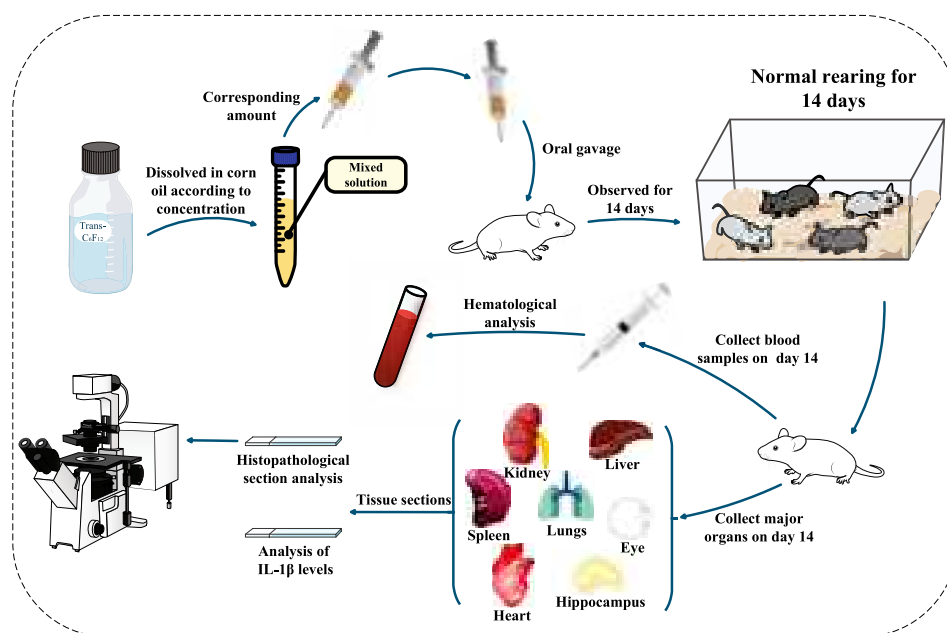 Corresponding
amount
Normal rearing for
14 days
Mixed
solution
Dissolved in corn
oil according to
concentration
Trans-
C₆F₁₂
Oral gavage
Observed for
14 days
Hematological
analysis
Collect blood
samples on day 14
Kidney
Liver
Histopathological
section analysis
Tissue sections
Spleen
Lungs
Eye
Collect major
organs on day 14
Analysis of
IL-1β levels
Heart
Hippocampus